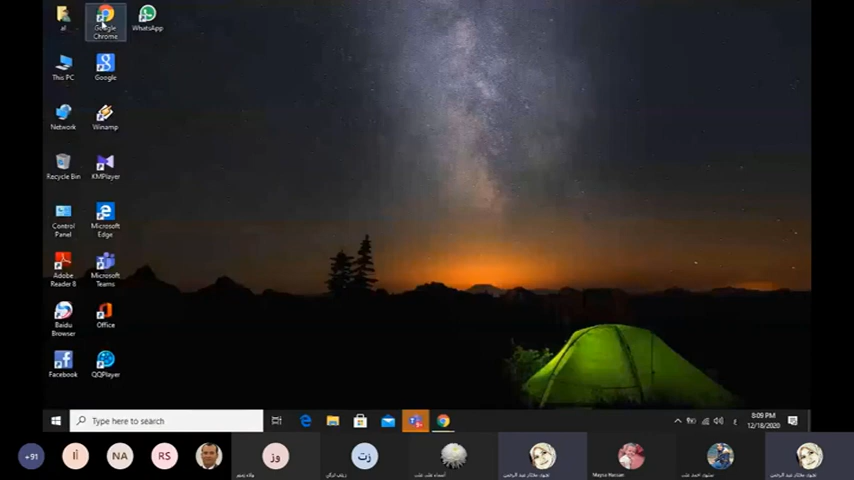 al
Google
Chrome
WhatsApp
This PC
Google
Network
Winamp
Recycle Bin
KMPlayer
Control
Panel
Microsoft
Edge
Adobe
Reader 8
Microsoft
Teams
Baidu
Browser
Office
Facebook
QQPlayer
Type here to search
8:09 PM
12/18/2020
+91
NA
RS
وز
زت